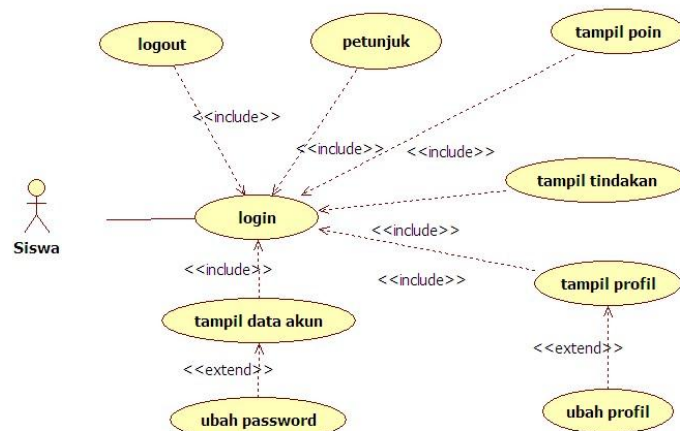 logout
petunjuk
tampil poin
<<include>>
<<include>>
<<include>>
tampil tindakan
login
Siswa
<<include>>
<<include>>
<<include>>
tampil profil
tampil data akun
<<extend>>
<<extend>>
ubah password
ubah profil